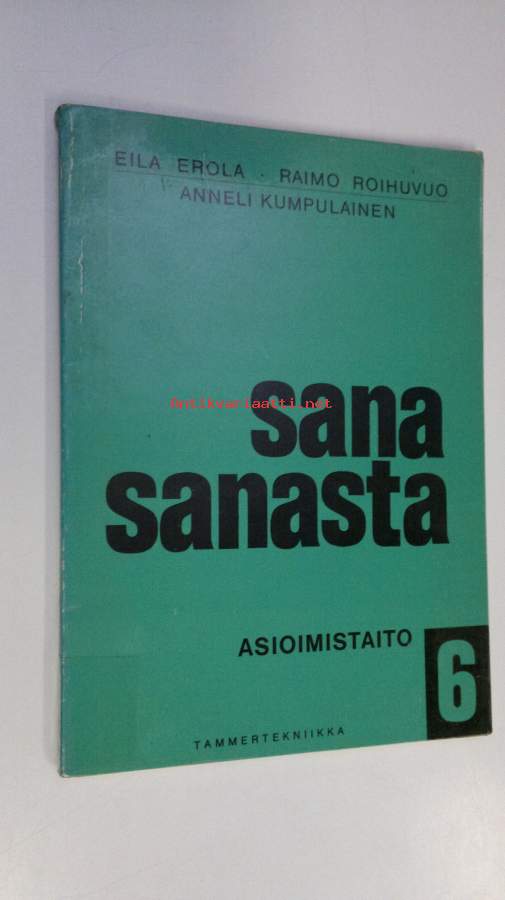 EILA EROLA · RAIMO ROIHUVUO
ANNELI KUMPULAINEN
sana
Antikvariaatti.net
sanasta
ASIOIMISTAITO
6
TAMMERTEKNIIKKA